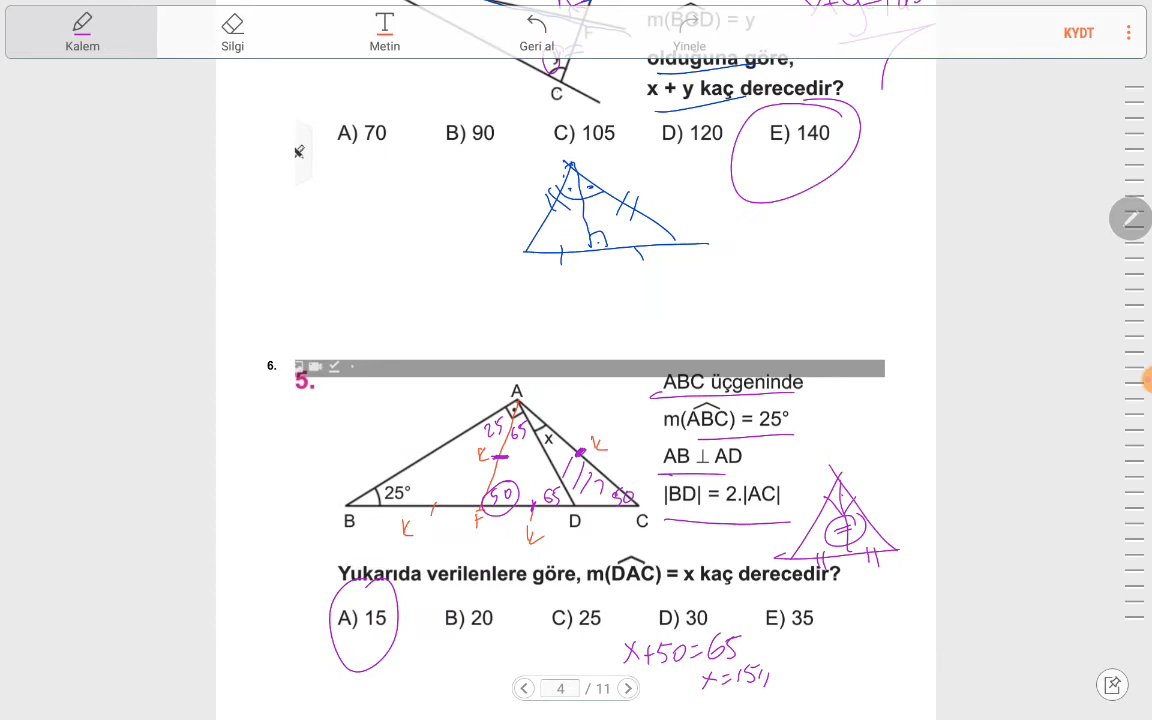 Kalem
Silgi
Metin
Geri al
Yinele
KYDT
m(BCD) = y
olduğuna göre,
x + y kaç derecedir?
C
A) 70 B) 90 C) 105 D) 120 E) 140
6.
5.
ABC üçgeninde
m(ABC) = 25°
AB ⊥ AD
|BD| = 2.|AC|
A
25 65 x
K K
25° 50 65 50
B F D C
K K
Yukarıda verilenlere göre, m(DAC) = x kaç derecedir?
A) 15 B) 20 C) 25 D) 30 E) 35
x+50=65
x=15
4 / 11